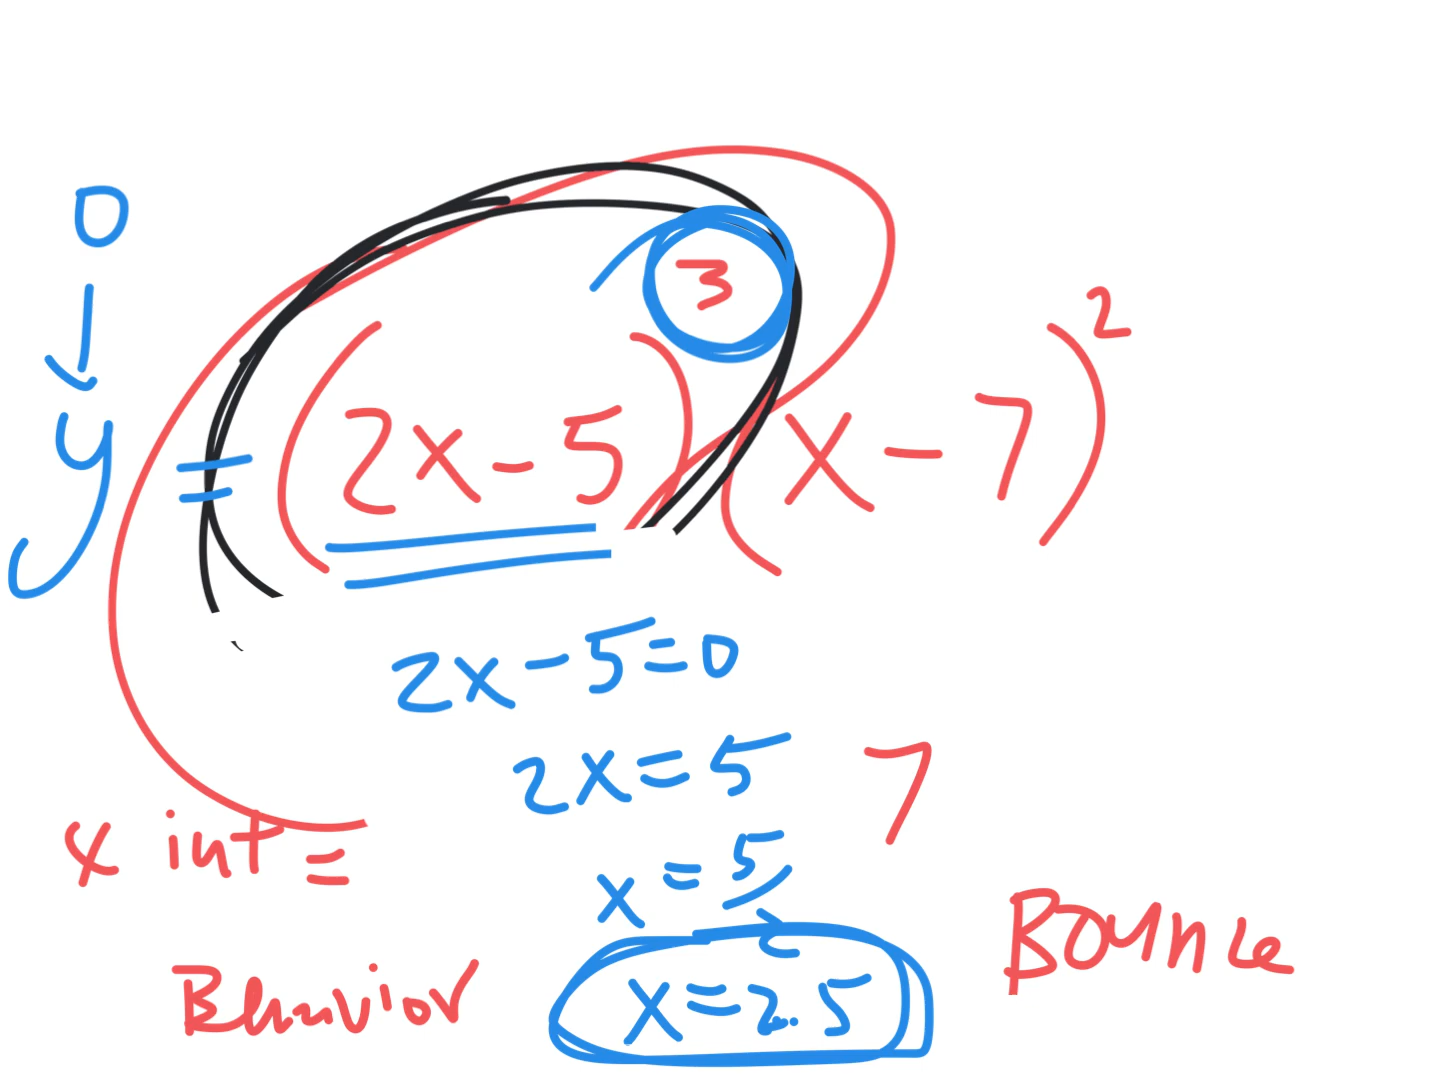 0
↓
y = (2x-5)³(x-7)²
2x-5=0
2x=5
7
x int =
x = 5/2
Bounce
Behavior
x=2.5